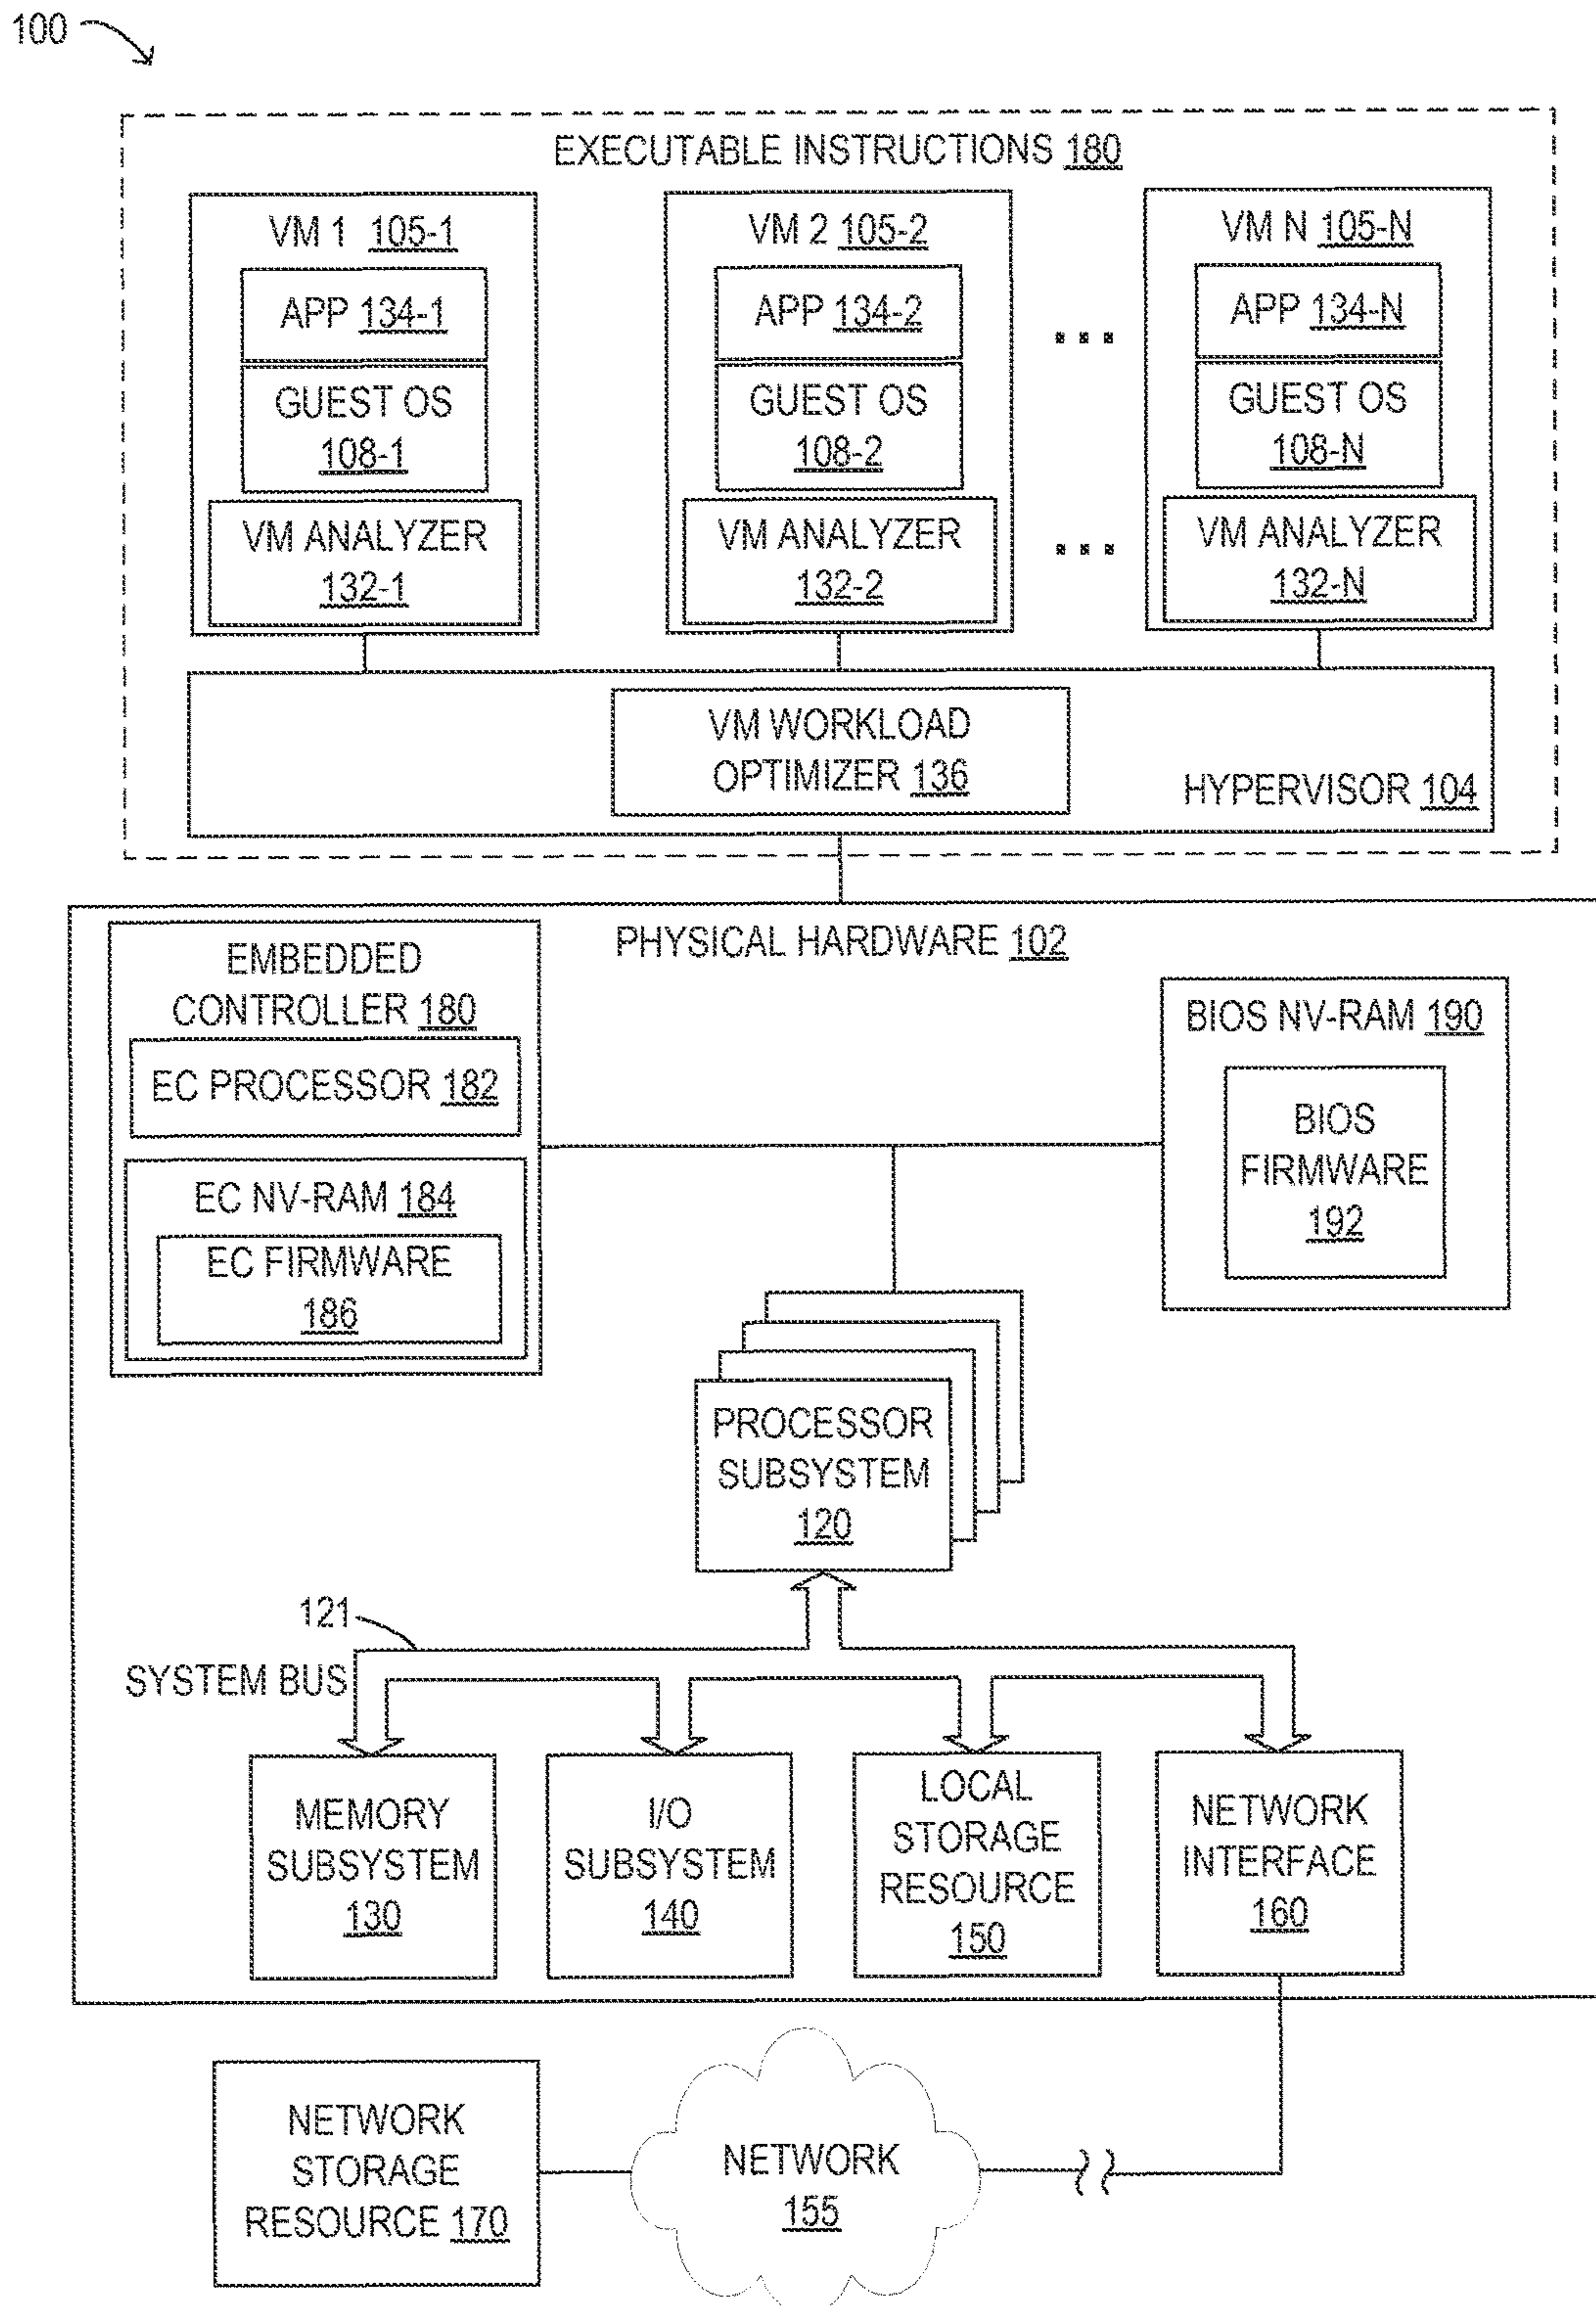 100
EXECUTABLE INSTRUCTIONS 180
VM 1 105-1
APP 134-1
GUEST OS
108-1
VM ANALYZER
132-1
VM 2 105-2
APP 134-2
GUEST OS
108-2
VM ANALYZER
132-2
VM N 105-N
APP 134-N
GUEST OS
108-N
VM ANALYZER
132-N
VM WORKLOAD
OPTIMIZER 136
HYPERVISOR 104
PHYSICAL HARDWARE 102
EMBEDDED
CONTROLLER 180
EC PROCESSOR 182
EC NV-RAM 184
EC FIRMWARE
186
BIOS NV-RAM 190
BIOS
FIRMWARE
192
PROCESSOR
SUBSYSTEM
120
121
SYSTEM BUS
MEMORY
SUBSYSTEM
130
I/O
SUBSYSTEM
140
LOCAL
STORAGE
RESOURCE
150
NETWORK
INTERFACE
160
NETWORK
STORAGE
RESOURCE 170
NETWORK
155